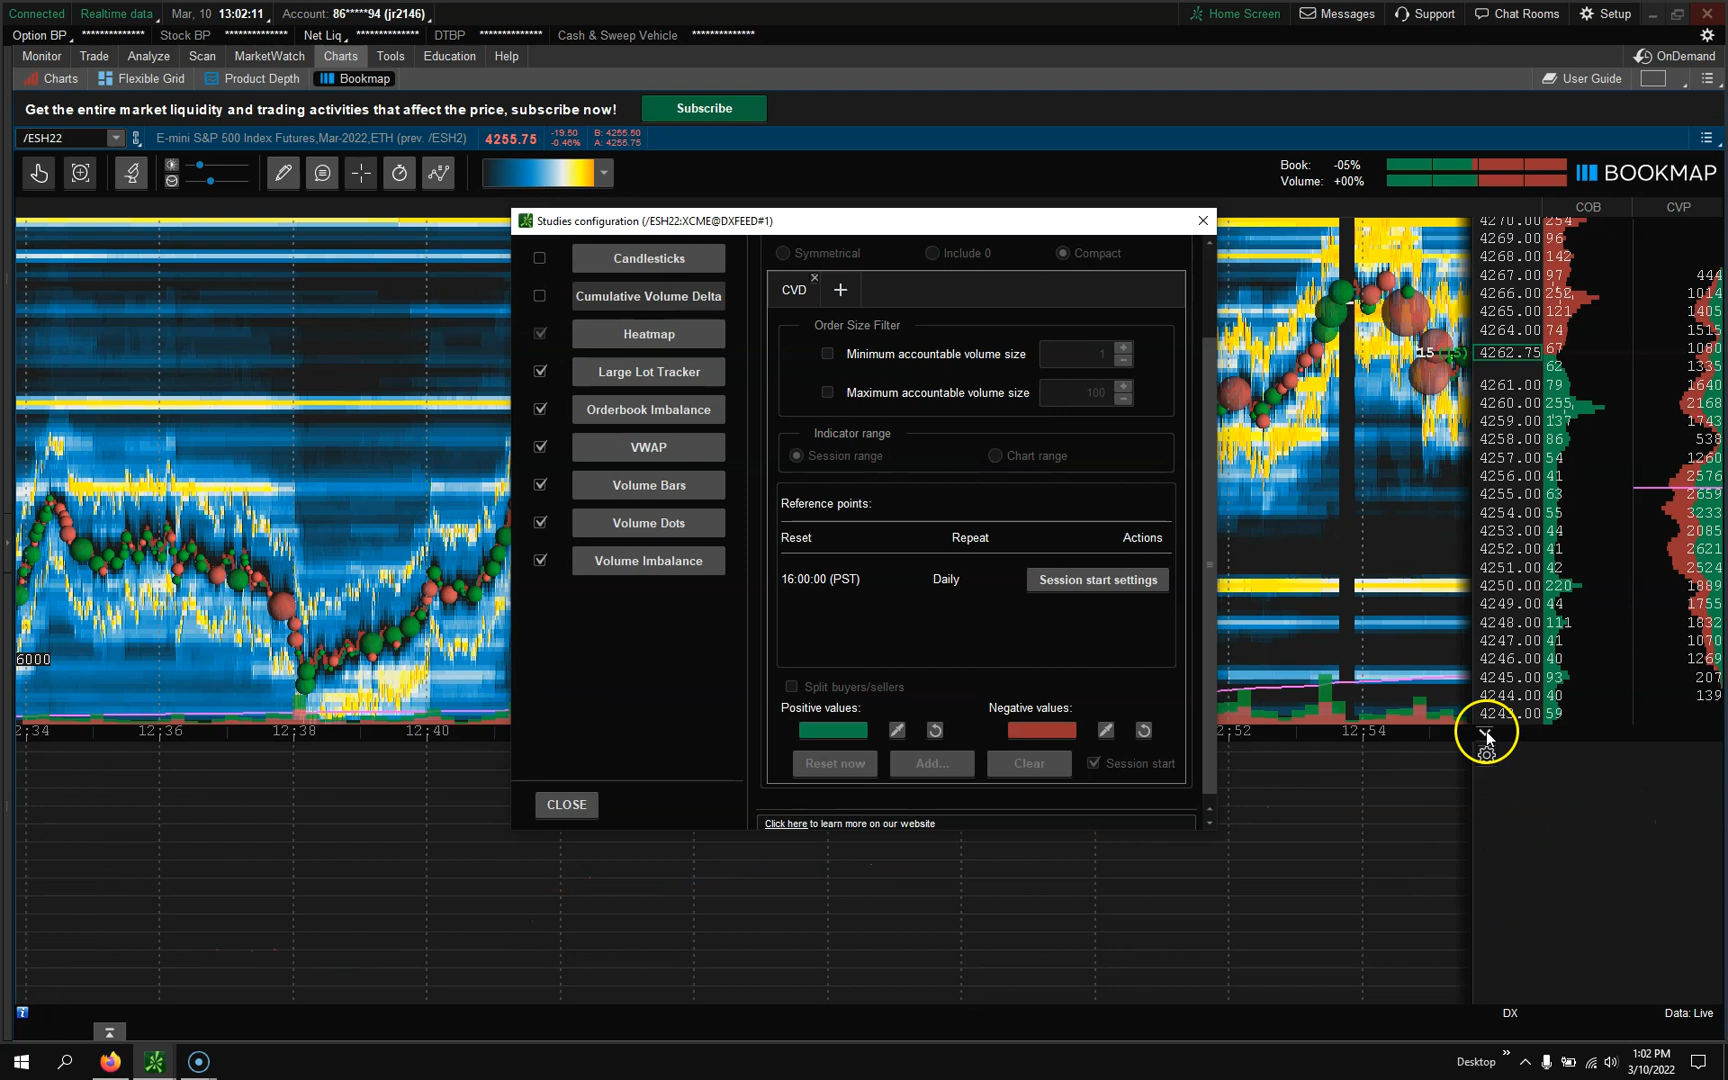 Connected Realtime data Mar, 10 13:02:11 Account: 86*****94 (jr2146) Home Screen Messages Support Chat Rooms Setup
Option BP ************** Stock BP ************** Net Liq ************** DTBP ************** Cash & Sweep Vehicle **************
Monitor Trade Analyze Scan MarketWatch Charts Tools Education Help OnDemand
Charts Flexible Grid Product Depth Bookmap User Guide
Get the entire market liquidity and trading activities that affect the price, subscribe now! Subscribe
/ESH22 E-mini S&P 500 Index Futures,Mar-2022,ETH (prev. /ESH2) 4255.75 -19.50 B: 4255.50
-0.46% A: 4255.75
Book: -05%
Volume: +00%
BOOKMAP
COB CVP
Studies configuration (/ESH22:XCME@DXFEED#1)
Candlesticks
Cumulative Volume Delta
Heatmap
Large Lot Tracker
Orderbook Imbalance
VWAP
Volume Bars
Volume Dots
Volume Imbalance
CLOSE
Symmetrical Include 0 Compact
CVD
Order Size Filter
Minimum accountable volume size 1
Maximum accountable volume size 100
Indicator range
Session range Chart range
Reference points:
Reset Repeat Actions
16:00:00 (PST) Daily Session start settings
Split buyers/sellers
Positive values: Negative values:
Reset now Add... Clear Session start
Click here to learn more on our website
4270.00 254
4269.00 96
4268.00 142
4267.00 97 444
4266.00 252 1014
4265.00 121 1405
4264.00 74 1515
15 (15) 4262.75 67 1080
62 1335
4261.00 79 1640
4260.00 255 2168
4259.00 137 1743
4258.00 86 538
4257.00 54 1260
4256.00 41 2576
4255.00 63 2659
4254.00 55 3233
4253.00 44 2085
4252.00 41 2621
4251.00 42 2524
4250.00 220 1889
4249.00 44 1755
4248.00 111 1832
4247.00 41 1070
4246.00 40 1269
4245.00 93 207
4244.00 40 139
4243.00 59
6000
2:34 12:36 12:38 12:40 2:52 12:54
DX Data: Live
Desktop 1:02 PM
3/10/2022